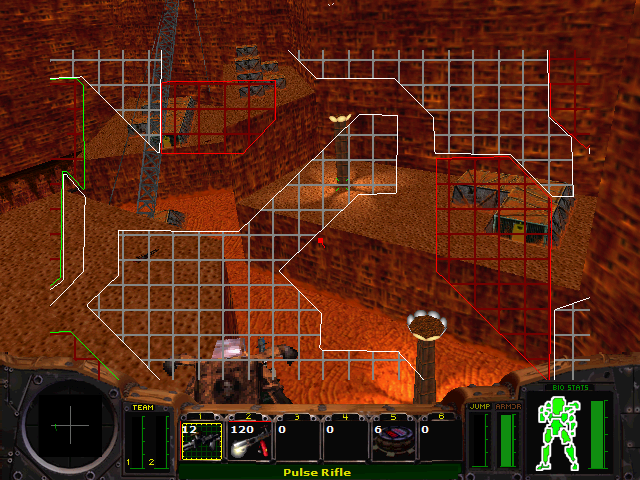 BIO STATS
TEAM
1 2 3 4 5 6
JUMP ARMOR
12 120 0 0 6 0
1 2
Pulse Rifle